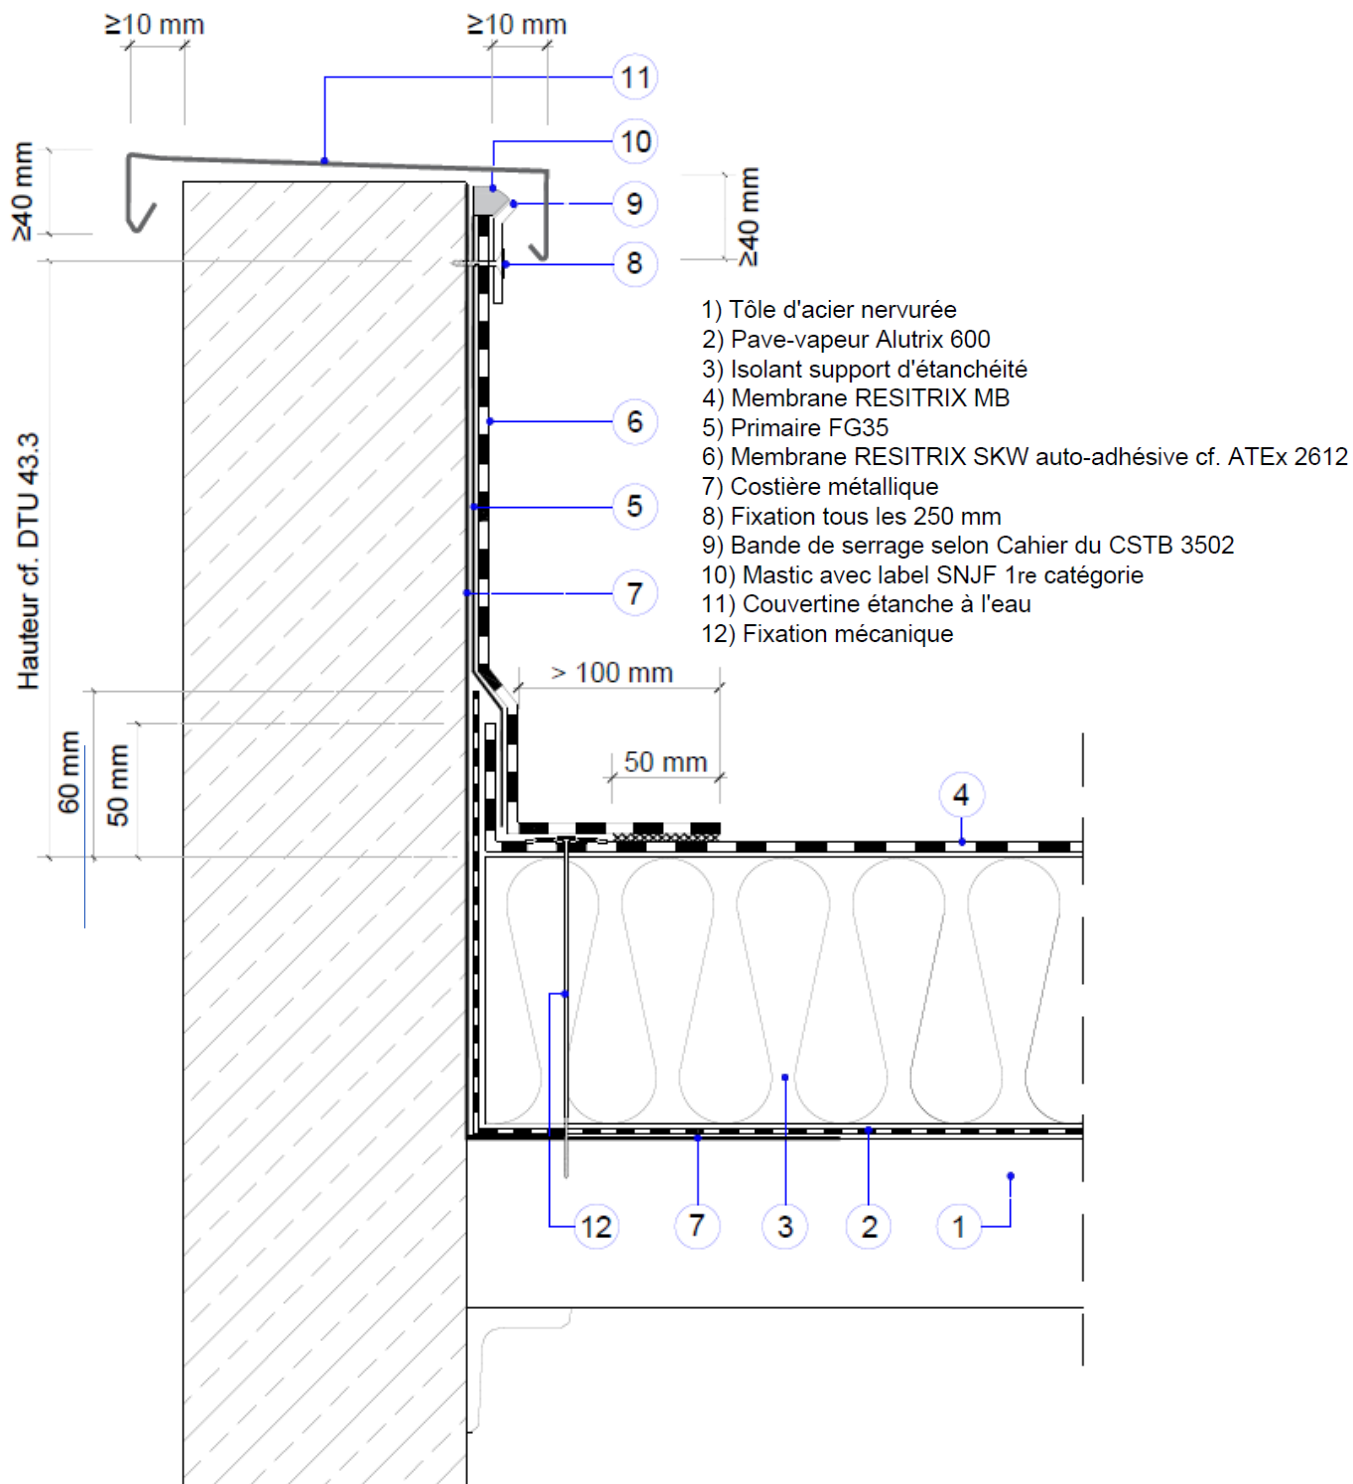 ≥10 mm
≥10 mm
11
10
9
8
≥40 mm
≥40 mm
1) Tôle d'acier nervurée
2) Pave-vapeur Alutrix 600
3) Isolant support d'étanchéité
4) Membrane RESITRIX MB
5) Primaire FG35
6) Membrane RESITRIX SKW auto-adhésive cf. ATEx 2612
7) Costière métallique
8) Fixation tous les 250 mm
9) Bande de serrage selon Cahier du CSTB 3502
10) Mastic avec label SNJF 1re catégorie
11) Couvertine étanche à l'eau
12) Fixation mécanique
6
5
7
Hauteur cf. DTU 43.3
> 100 mm
50 mm
60 mm
50 mm
4
12
7
3
2
1